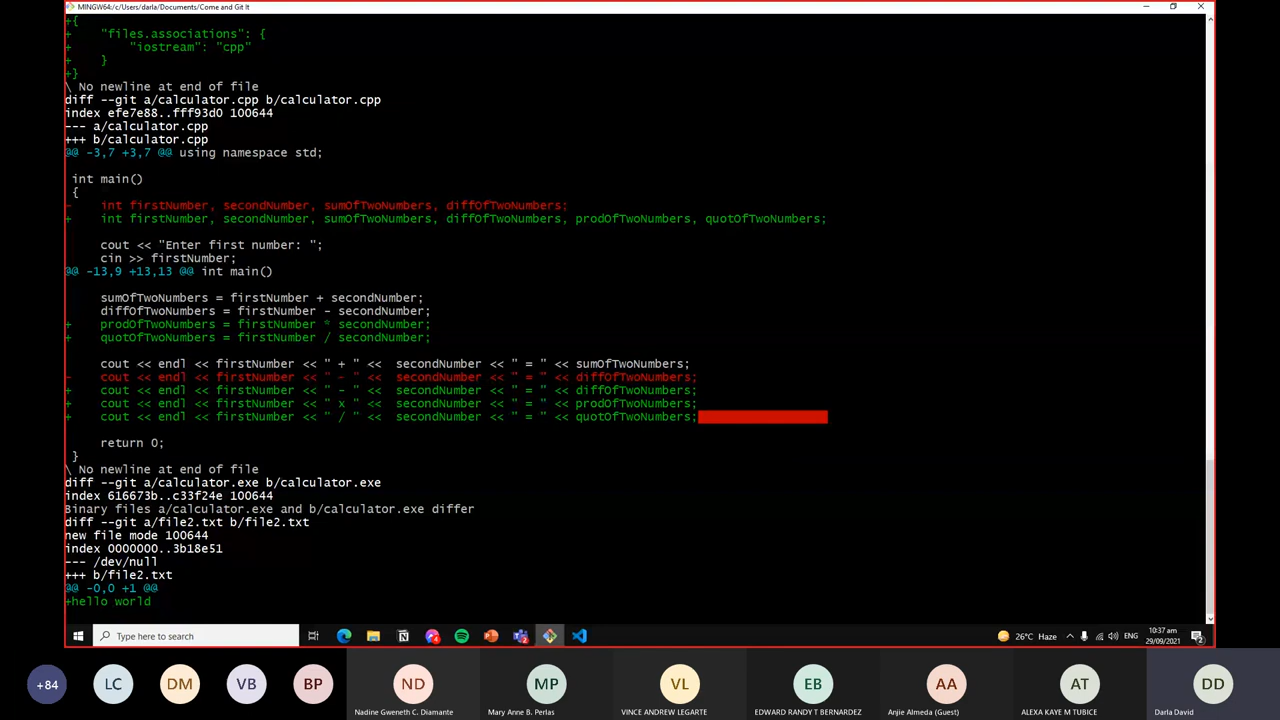 MINGW64:/c/Users/darla/Documents/Come and Git It
+{
+    "files.associations": {
+        "iostream": "cpp"
+    }
+}
\ No newline at end of file
diff --git a/calculator.cpp b/calculator.cpp
index efe7e88..fff93d0 100644
--- a/calculator.cpp
+++ b/calculator.cpp
@@ -3,7 +3,7 @@ using namespace std;
int main()
{
-    int firstNumber, secondNumber, sumOfTwoNumbers, diffOfTwoNumbers;
+    int firstNumber, secondNumber, sumOfTwoNumbers, diffOfTwoNumbers, prodOfTwoNumbers, quotOfTwoNumbers;
cout << "Enter first number: ";
cin >> firstNumber;
@@ -13,9 +13,13 @@ int main()
sumOfTwoNumbers = firstNumber + secondNumber;
diffOfTwoNumbers = firstNumber - secondNumber;
+    prodOfTwoNumbers = firstNumber * secondNumber;
+    quotOfTwoNumbers = firstNumber / secondNumber;
cout << endl << firstNumber << " + " <<  secondNumber << " = " << sumOfTwoNumbers;
-    cout << endl << firstNumber << " - " <<  secondNumber << " = " << diffOfTwoNumbers;
+    cout << endl << firstNumber << " - " <<  secondNumber << " = " << diffOfTwoNumbers;
+    cout << endl << firstNumber << " x " <<  secondNumber << " = " << prodOfTwoNumbers;
+    cout << endl << firstNumber << " / " <<  secondNumber << " = " << quotOfTwoNumbers;
return 0;
}
\ No newline at end of file
diff --git a/calculator.exe b/calculator.exe
index 616673b..c33f24e 100644
Binary files a/calculator.exe and b/calculator.exe differ
diff --git a/file2.txt b/file2.txt
new file mode 100644
index 0000000..3b18e51
--- /dev/null
+++ b/file2.txt
@@ -0,0 +1 @@
+hello world
Type here to search
4
2
26°C Haze
ENG
10:37 am
29/09/2021
2
+84
LC
DM
VB
BP
ND
MP
VL
EB
AA
AT
DD
Nadine Gweneth C. Diamante
Mary Anne B. Perlas
VINCE ANDREW LEGARTE
EDWARD RANDY T BERNARDEZ
Anjie Almeda (Guest)
ALEXA KAYE M TUBICE
Darla David